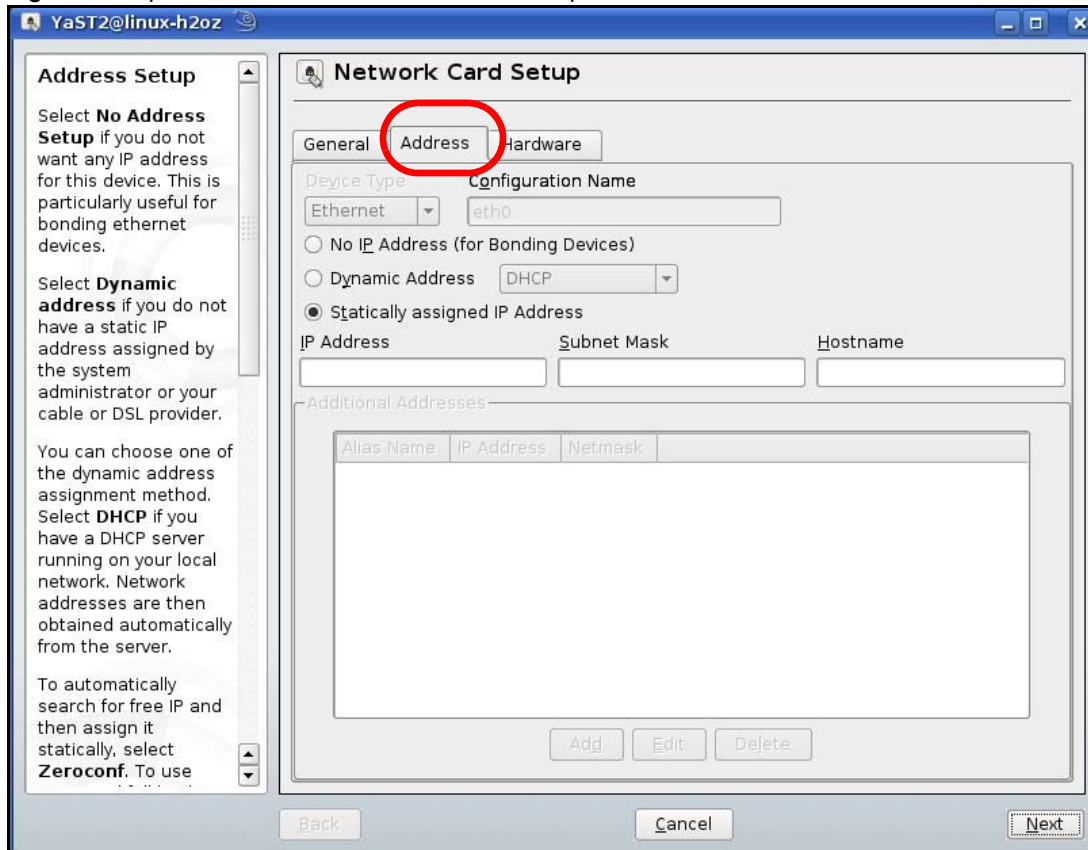 YaST2@linux-h2oz
Address Setup
Select No Address
Setup if you do not
want any IP address
for this device. This is
particularly useful for
bonding ethernet
devices.
Select Dynamic
address if you do not
have a static IP
address assigned by
the system
administrator or your
cable or DSL provider.
You can choose one of
the dynamic address
assignment method.
Select DHCP if you
have a DHCP server
running on your local
network. Network
addresses are then
obtained automatically
from the server.
To automatically
search for free IP and
then assign it
statically, select
Zeroconf. To use
Network Card Setup
General Address Hardware
Device Type Configuration Name
Ethernet eth0
No IP Address (for Bonding Devices)
Dynamic Address DHCP
Statically assigned IP Address
IP Address Subnet Mask Hostname
Additional Addresses
Alias Name IP Address Netmask
Add Edit Delete
Back Cancel Next